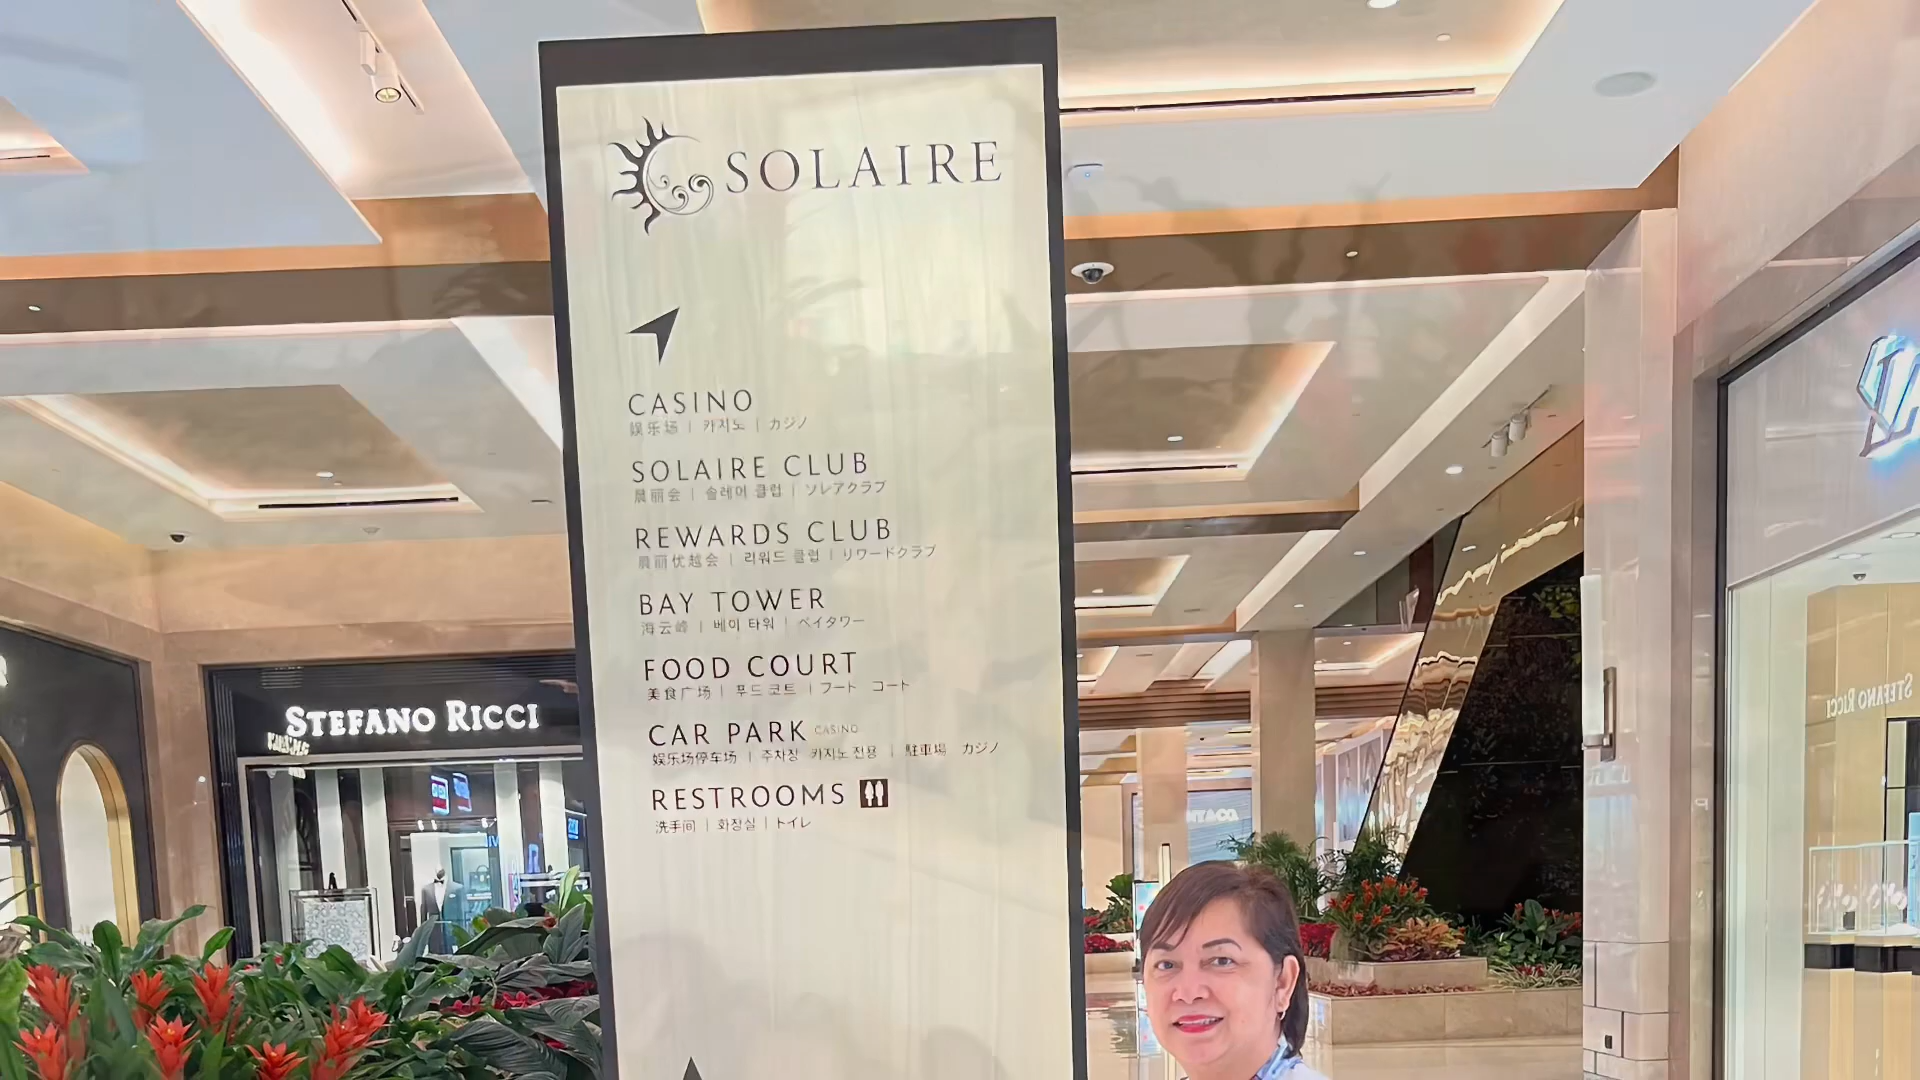 SOLAIRE
CASINO
娱乐场 | 카지노 | カジノ
SOLAIRE CLUB
晨丽会 | 솔레어 클럽 | ソレアクラブ
REWARDS CLUB
晨丽优越会 | 리워드 클럽 | リワードクラブ
BAY TOWER
海云峰 | 베이 타워 | ベイタワー
FOOD COURT
美食广场 | 푸드 코트 | フート コート
CAR PARK CASINO
娱乐场停车场 | 주차장 카지노 전용 | 駐車場 カジノ
RESTROOMS
洗手间 | 화장실 | トイレ
STEFANO RICCI
STEFANO RICCI